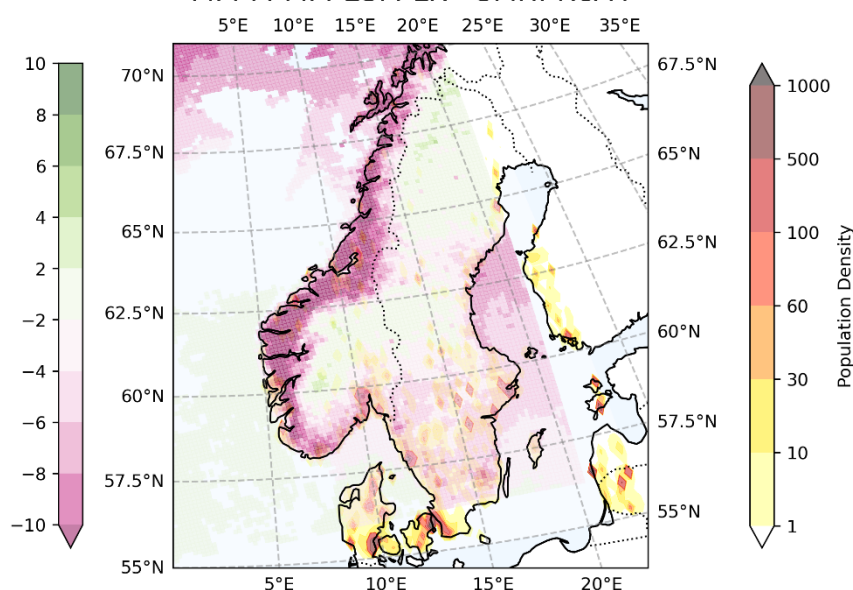 5°E 10°E 15°E 20°E 25°E 30°E 35°E
10 8 6 4 2 −2 −4 −6 −8 −10
70°N 67.5°N 65°N 62.5°N 60°N 57.5°N 55°N
67.5°N 65°N 62.5°N 60°N 57.5°N 55°N
1000 500 100 60 30 10 1
Population Density
5°E 10°E 15°E 20°E